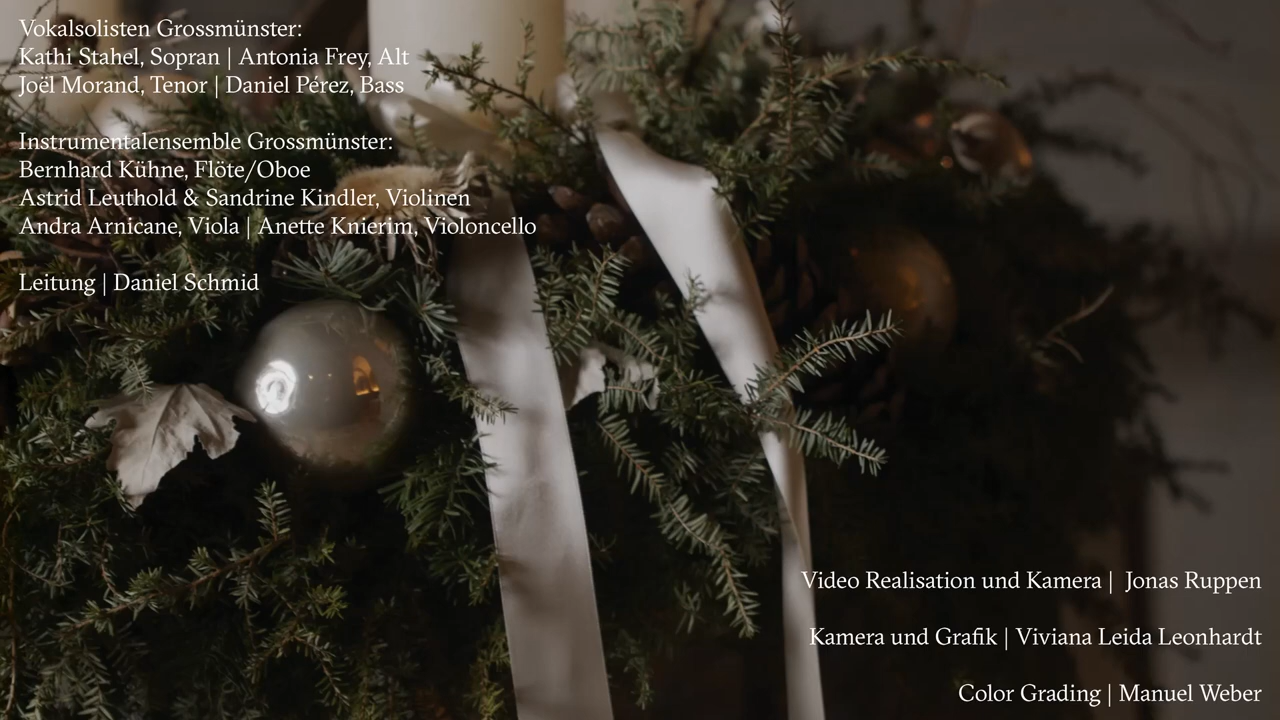 Vokalsolisten Grossmünster:
Kathi Stahel, Sopran | Antonia Frey, Alt
Joël Morand, Tenor | Daniel Pérez, Bass
Instrumentalensemble Grossmünster:
Bernhard Kühne, Flöte/Oboe
Astrid Leuthold & Sandrine Kindler, Violinen
Andra Arnicane, Viola | Anette Knierim, Violoncello
Leitung | Daniel Schmid
Video Realisation und Kamera | Jonas Ruppen
Kamera und Grafik | Viviana Leida Leonhardt
Color Grading | Manuel Weber